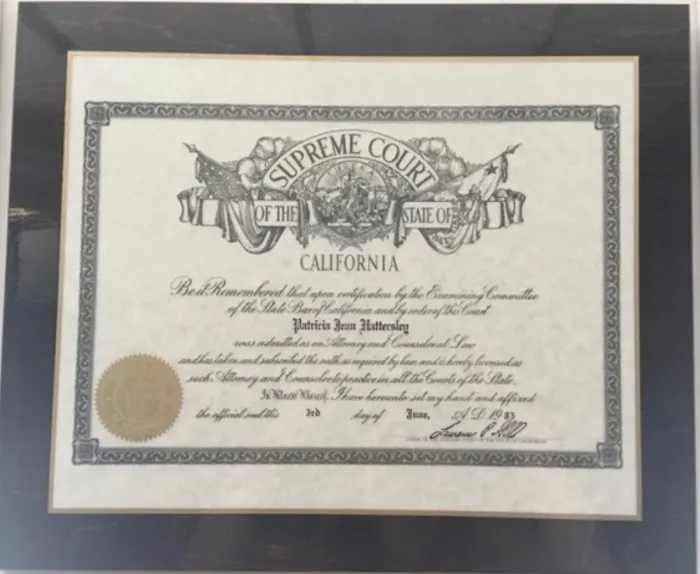 SUPREME COURT
OF THE STATE OF
CALIFORNIA
Be it Remembered that upon certification by the Examining Committee
of the State Bar of California and by order of this Court
Patricia Jean Hattersley
was admitted as an Attorney and Counselor at Law
and has taken and subscribed the oath as required by law and is hereby licensed as
such Attorney and Counselor to practice in all the Courts of the State.
In Witness Whereof, I have hereunto set my hand and affixed
the official seal this 3rd day of June, A D 1983